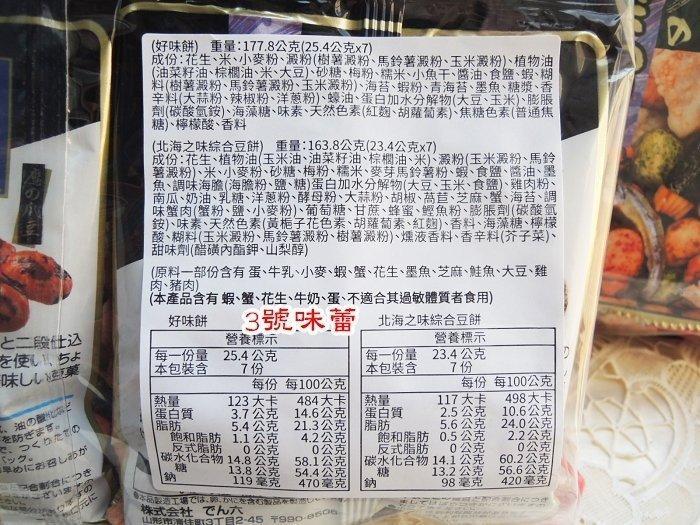 (好味餅) 重量:177.8公克(25.4公克x7)
成份:花生、米、小麥粉、澱粉(樹薯澱粉、馬鈴薯澱粉、玉米澱粉)、植物油
(油菜籽油、棕櫚油、米、大豆)、砂糖、梅粉、糯米、小魚干、醬油、食鹽、蝦、糊
料(樹薯澱粉、馬鈴薯澱粉、玉米澱粉)、海苔、蝦粉、青海苔、墨魚、糖漿、香
辛料(大蒜粉、辣椒粉、洋蔥粉)、蠔油、蛋白加水分解物(大豆、玉米)、膨脹
劑(碳酸氫銨)、海藻糖、味素、天然色素(紅麴、胡蘿蔔素)、焦糖色素(普通焦
糖)、檸檬酸、香料
(北海之味綜合豆餅) 重量:163.8公克(23.4公克x7)
成份:花生、植物油(玉米油、油菜籽油、棕櫚油、米)、澱粉(玉米澱粉、馬鈴
薯澱粉)、米、小麥粉、砂糖、梅粉、糯米、麥芽馬鈴薯粉、蝦、食鹽、醬油、墨
魚、調味海膽(海膽粉、鹽、糖)蛋白加水分解物(大豆、玉米、食鹽)、雞肉粉、
南瓜、奶油、乳糖、洋蔥粉、酵母粉、大蒜粉、胡椒、萵苣、芝麻、蟹、海苔、調
味蟹肉(蟹粉、鹽、小麥粉)、葡萄糖、甘蔗、蜂蜜、鰹魚粉、膨脹劑(碳酸氫
銨)、味素、天然色素(黃梔子花色素、胡蘿蔔素、紅麴)、香料、海藻糖、檸檬
酸、糊料(玉米澱粉、馬鈴薯澱粉、樹薯澱粉)、燻液香料、香辛料(芥子菜)、
甜味劑(醋磺內酯鉀、山梨醇)
(原料一部份含有 蛋、牛乳、小麥、蝦、蟹、花生、墨魚、芝麻、鮭魚、大豆、雞
肉、豬肉)
(本產品含有 蝦、蟹、花生、牛奶、蛋、不適合其過敏體質者食用)
好味餅 3號味蕾 北海之味綜合豆餅
營養標示
每一份量 25.4 公克
本包裝含 7 份
每份 每100公克
熱量 123 大卡 484 大卡
蛋白質 3.7 公克 14.6 公克
脂肪 5.4 公克 21.3 公克
飽和脂肪 1.1 公克 4.2 公克
反式脂肪 0 公克 0 公克
碳水化合物 14.8 公克 58.1 公克
糖 13.8 公克 54.4 公克
鈉 119 毫克 470 毫克
營養標示
每一份量 23.4 公克
本包裝含 7 份
每份 每100公克
熱量 117 大卡 498 大卡
蛋白質 2.5 公克 10.6 公克
脂肪 5.6 公克 24.0 公克
飽和脂肪 0.5 公克 2.2 公克
反式脂肪 0 公克 0 公克
碳水化合物 14.1 公克 60.2 公克
糖 13.2 公克 56.6 公克
鈉 98 毫克 420 毫克
と二段仕込
を使い、ちょ
株式会社 でん六
山形市清住町3丁目2-45 〒990-8506